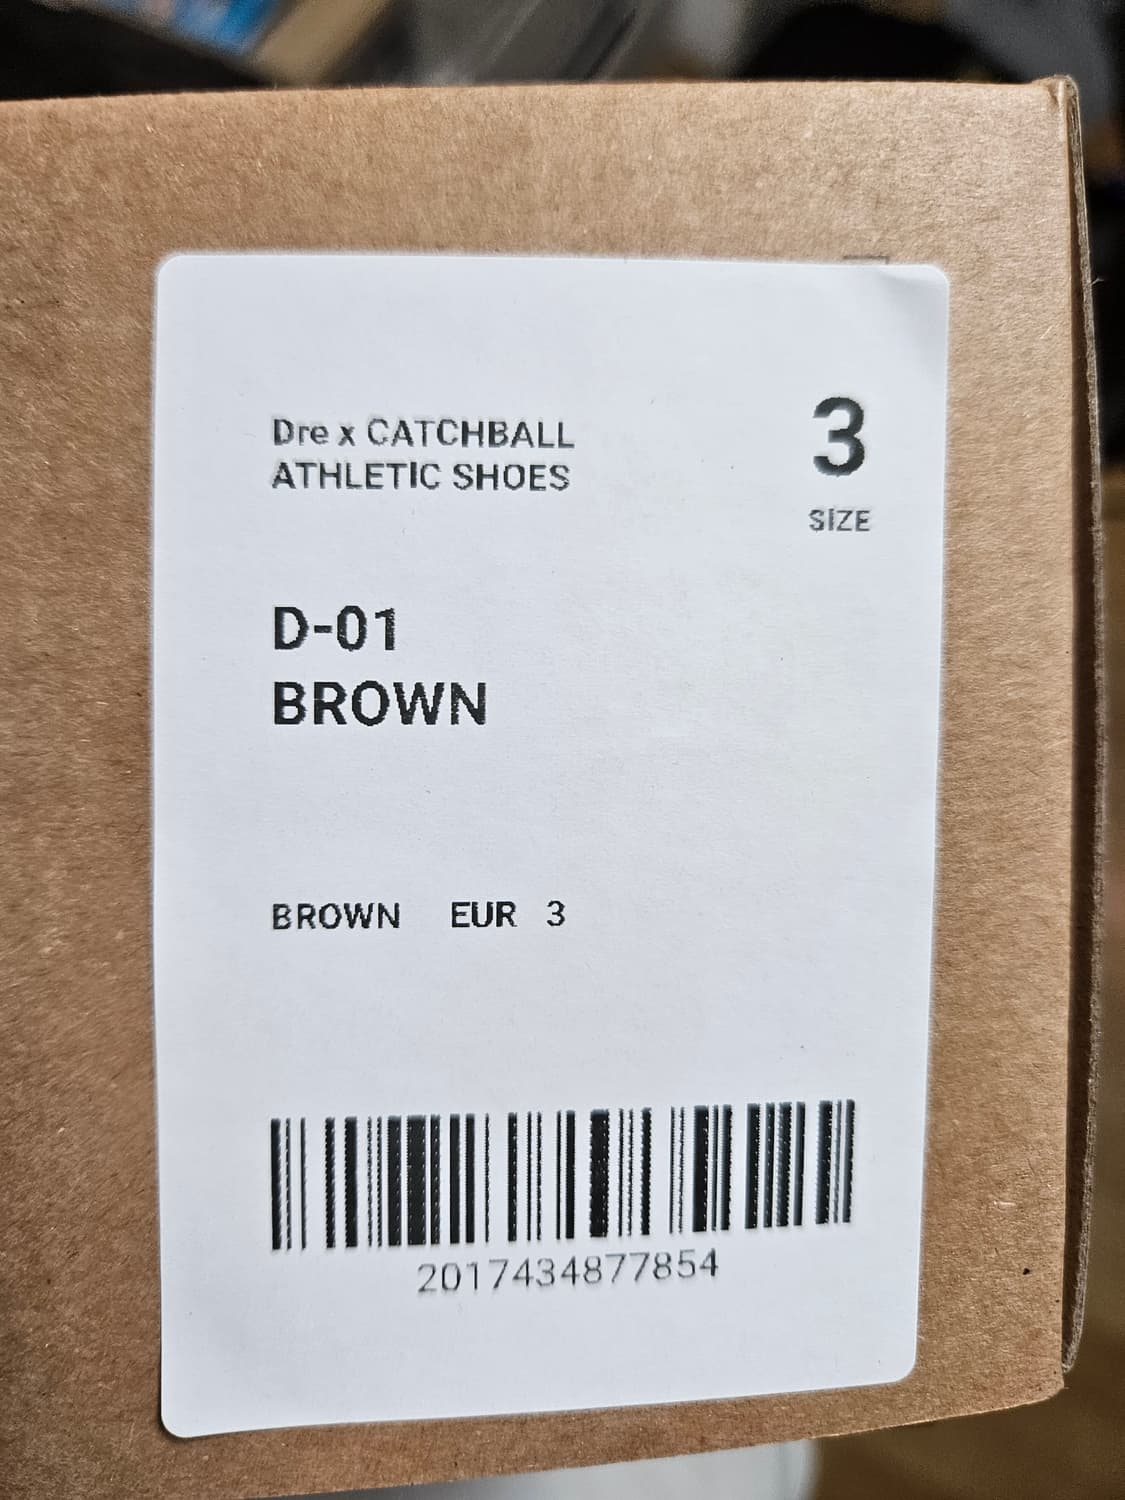 Dre x CATCHBALL
ATHLETIC SHOES
3
SIZE
D-01
BROWN
BROWN EUR 3
2017434877854